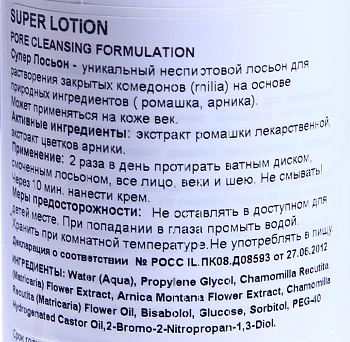 SUPER LOTION
PORE CLEANSING FORMULATION
Супер Лосьон - уникальный неспиртовой лосьон для
растворения закрытых комедонов (milia) на основе
природных ингредиентов ( ромашка, арника).
Может применяться на коже век.
Активные ингредиенты: экстракт ромашки лекарственной,
экстракт цветков арники.
Применение: 2 раза в день протирать ватным диском,
смоченным лосьоном, все лицо, веки и шею. Не смывать!
Через 10 мин. нанести крем.
Меры предосторожности: Не оставлять в доступном для
детей месте. При попадании в глаза промыть водой.
Хранить при комнатной температуре.Не употреблять в пищу
Декларация о соответствии № РОСС IL.ПК08.Д08593 от 27.06.2012
ИНГРЕДИЕНТЫ: Water (Aqua), Propylene Glycol, Chamomilla Recutita
(Matricaria) Flower Extract, Arnica Montana Flower Extract, Chamomilla
Recutita (Matricaria) Flower Oil, Bisabolol, Glucose, Sorbitol, PEG-40
Hydrogenated Castor Oil,2-Bromo-2-Nitropropan-1,3-Diol.
Срок